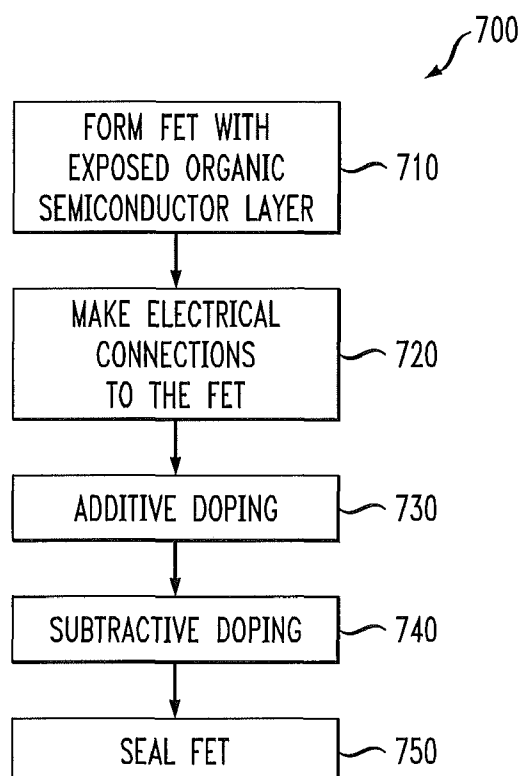 700
FORM FET WITH
EXPOSED ORGANIC
SEMICONDUCTOR LAYER
710
MAKE ELECTRICAL
CONNECTIONS
TO THE FET
720
ADDITIVE DOPING
730
SUBTRACTIVE DOPING
740
SEAL FET
750